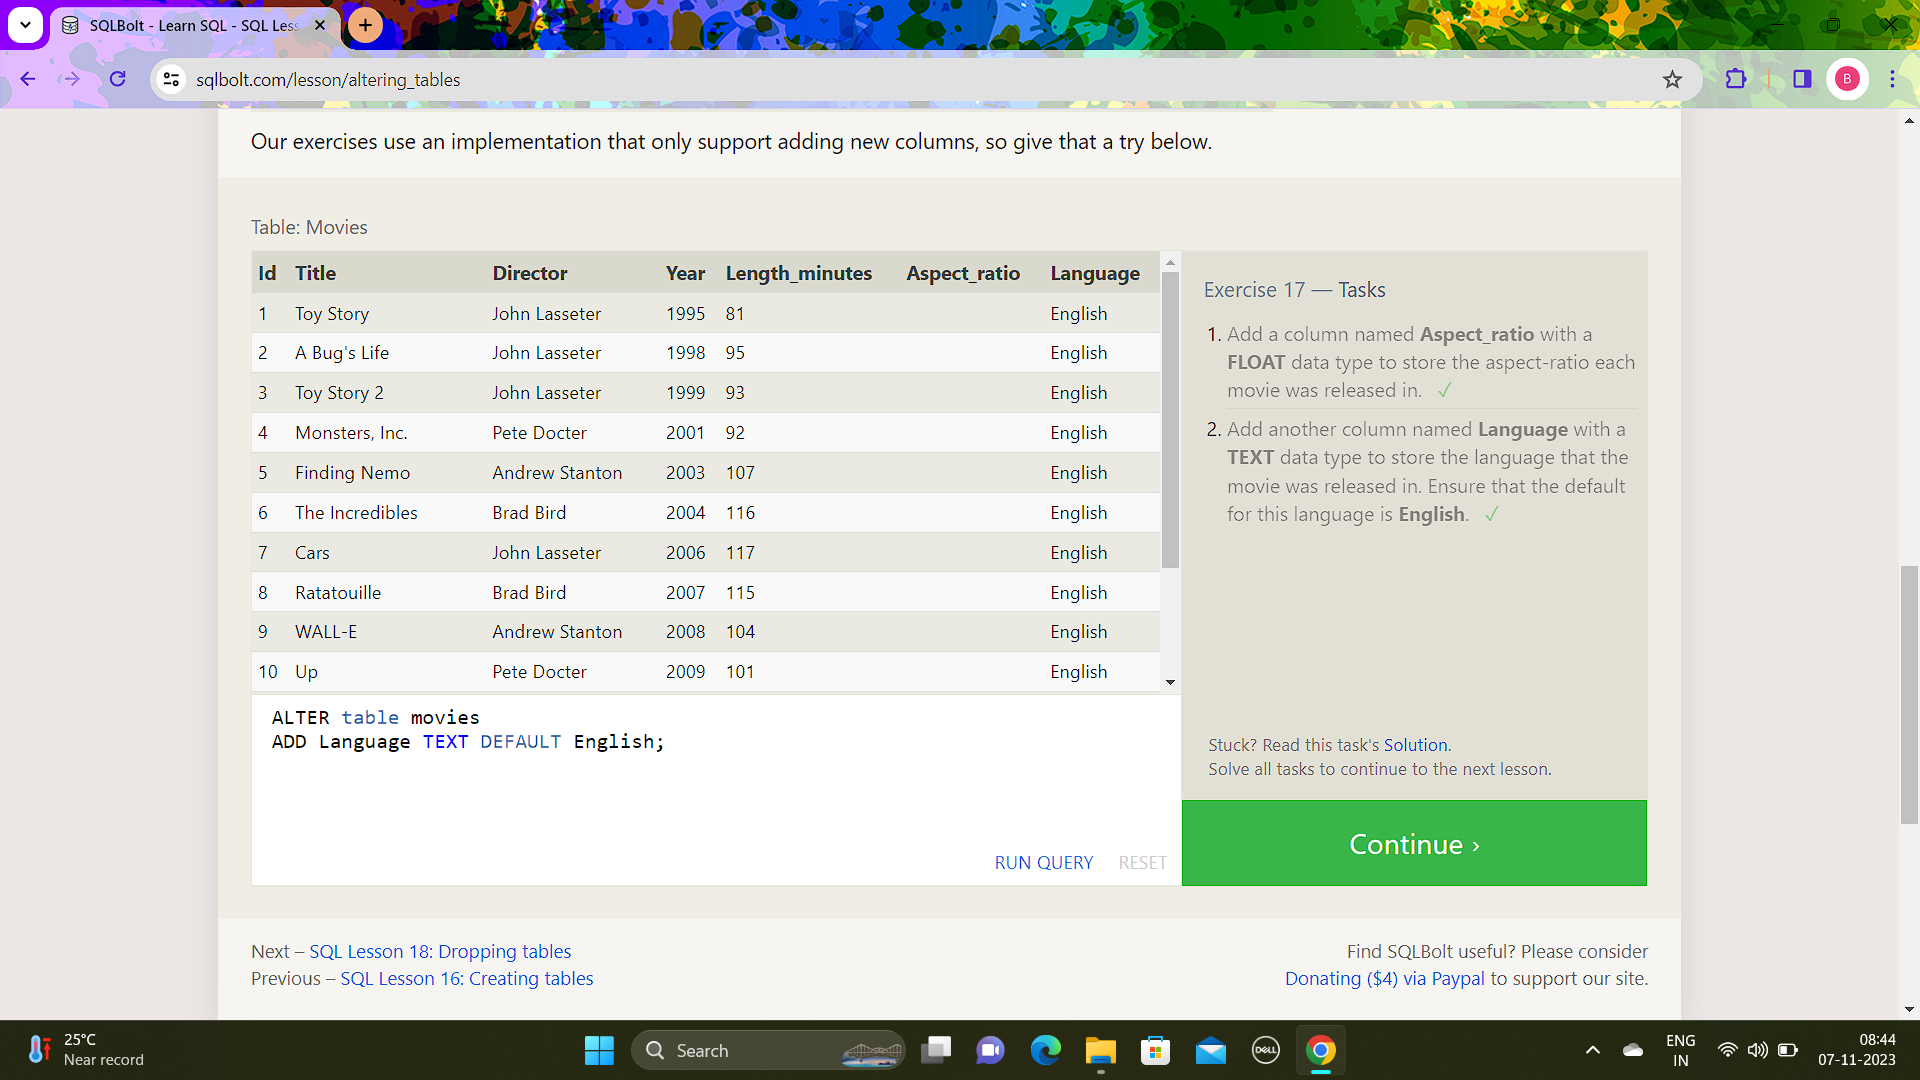 SQLBolt - Learn SQL - SQL Less
sqlbolt.com/lesson/altering_tables
B
Our exercises use an implementation that only support adding new columns, so give that a try below.
Table: Movies
Id Title Director Year Length_minutes Aspect_ratio Language
1 Toy Story John Lasseter 1995 81 English
2 A Bug's Life John Lasseter 1998 95 English
3 Toy Story 2 John Lasseter 1999 93 English
4 Monsters, Inc. Pete Docter 2001 92 English
5 Finding Nemo Andrew Stanton 2003 107 English
6 The Incredibles Brad Bird 2004 116 English
7 Cars John Lasseter 2006 117 English
8 Ratatouille Brad Bird 2007 115 English
9 WALL-E Andrew Stanton 2008 104 English
10 Up Pete Docter 2009 101 English
ALTER table movies
ADD Language TEXT DEFAULT English;
RUN QUERY RESET
Exercise 17 — Tasks
1. Add a column named Aspect_ratio with a
FLOAT data type to store the aspect-ratio each
movie was released in. ✓
2. Add another column named Language with a
TEXT data type to store the language that the
movie was released in. Ensure that the default
for this language is English. ✓
Stuck? Read this task's Solution.
Solve all tasks to continue to the next lesson.
Continue ›
Next – SQL Lesson 18: Dropping tables
Previous – SQL Lesson 16: Creating tables
Find SQLBolt useful? Please consider
Donating ($4) via Paypal to support our site.
25°C
Near record
Search
DELL
ENG
IN
08:44
07-11-2023